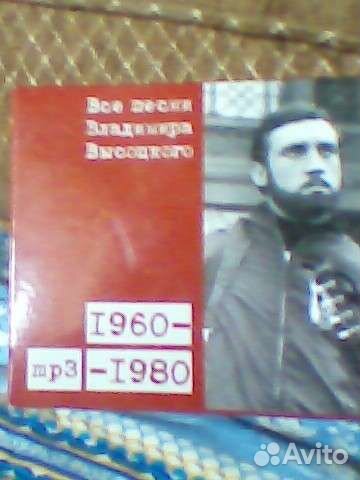 Все песни
Владимира
Высоцкого
1960-
mp3 -1980
Avito